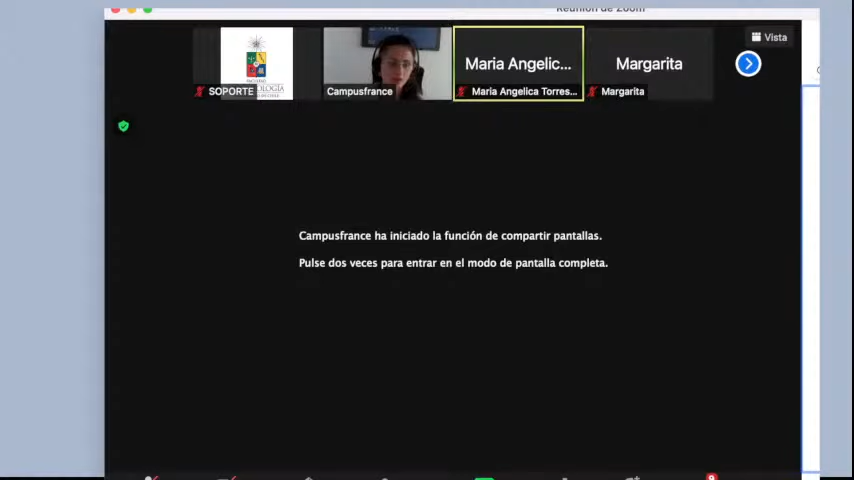 Reunión de Zoom
Vista
Maria Angelic...
Margarita
SOPORTE
Campusfrance
Maria Angelica Torres...
Margarita
Campusfrance ha iniciado la función de compartir pantallas.
Pulse dos veces para entrar en el modo de pantalla completa.
9